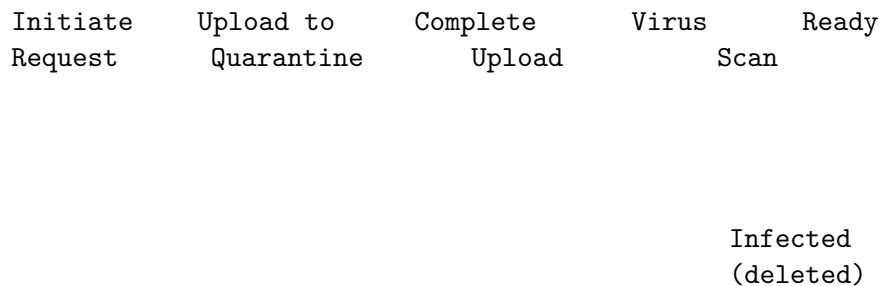 Initiate Upload to Complete Virus Ready
Request Quarantine Upload Scan
Infected
(deleted)